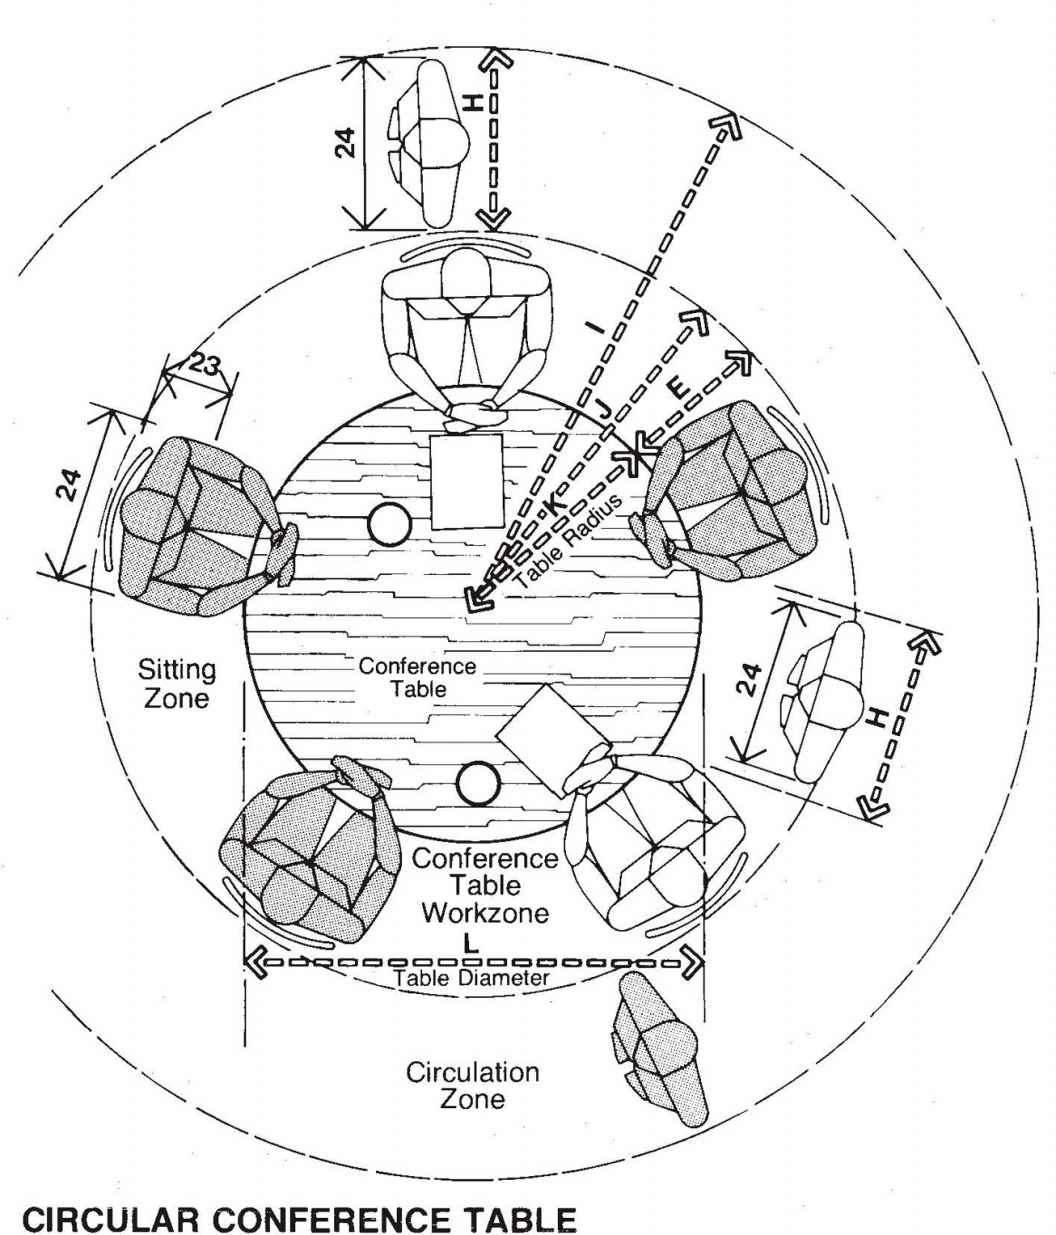 H
24
I
23
J
E
24
K
Table Radius
Sitting
Zone
Conference
Table
24
H
Conference
Table
Workzone
L
Table Diameter
Circulation
Zone
CIRCULAR CONFERENCE TABLE